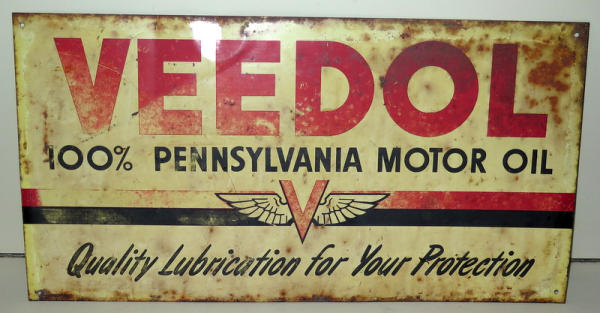 VEEDOL
100% PENNSYLVANIA MOTOR OIL
V
Quality Lubrication for Your Protection